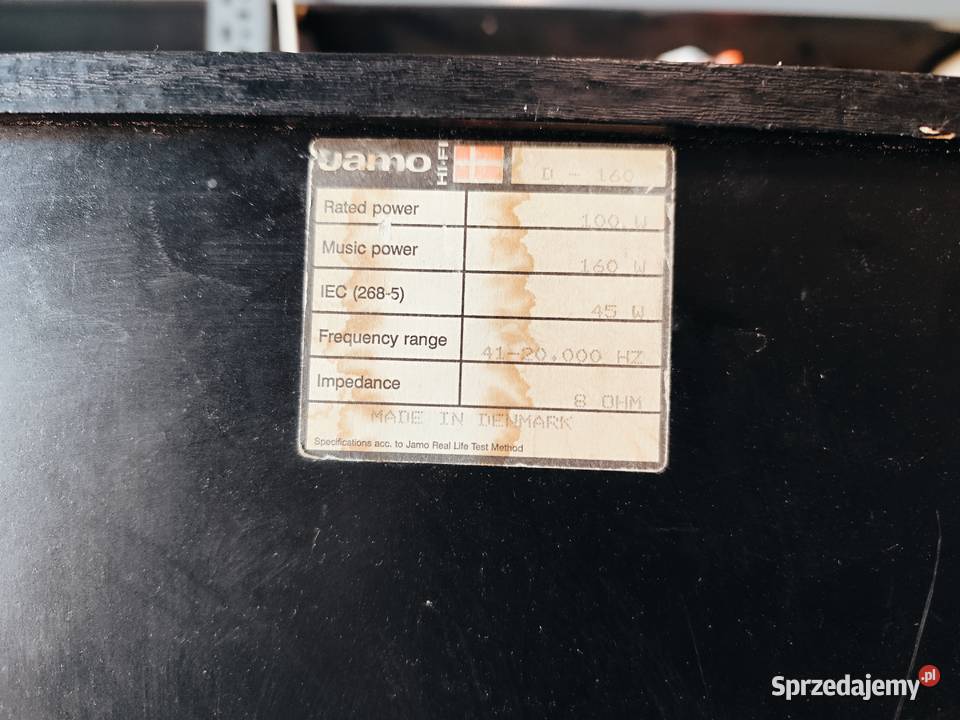 Jamo HI-FI D - 160
Rated power 100 W
Music power 160 W
IEC (268-5) 45 W
Frequency range 41-20.000 HZ
Impedance 8 OHM
MADE IN DENMARK
Specifications acc. to Jamo Real Life Test Method
Sprzedajemy.pl